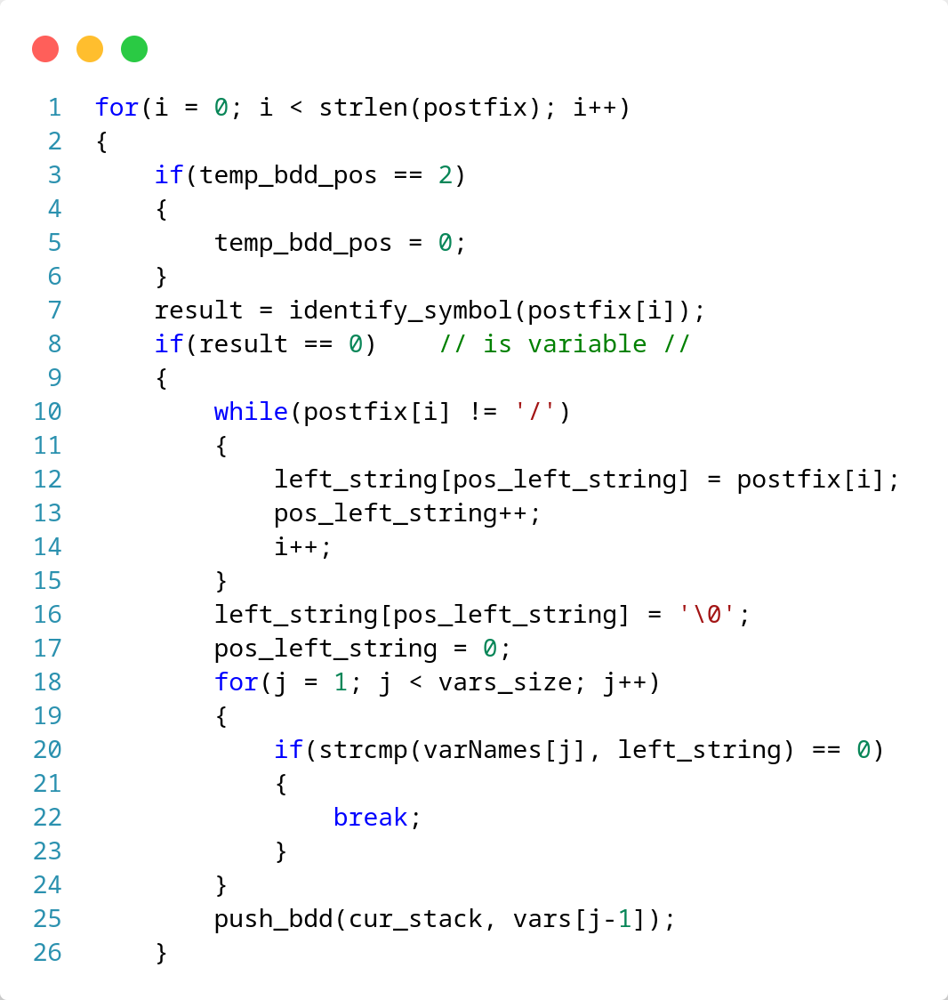 1 for(i = 0; i < strlen(postfix); i++)
2 {
3     if(temp_bdd_pos == 2)
4     {
5         temp_bdd_pos = 0;
6     }
7     result = identify_symbol(postfix[i]);
8     if(result == 0)    // is variable //
9     {
10         while(postfix[i] != '/')
11         {
12             left_string[pos_left_string] = postfix[i];
13             pos_left_string++;
14             i++;
15         }
16         left_string[pos_left_string] = '\0';
17         pos_left_string = 0;
18         for(j = 1; j < vars_size; j++)
19         {
20             if(strcmp(varNames[j], left_string) == 0)
21             {
22                 break;
23             }
24         }
25         push_bdd(cur_stack, vars[j-1]);
26     }